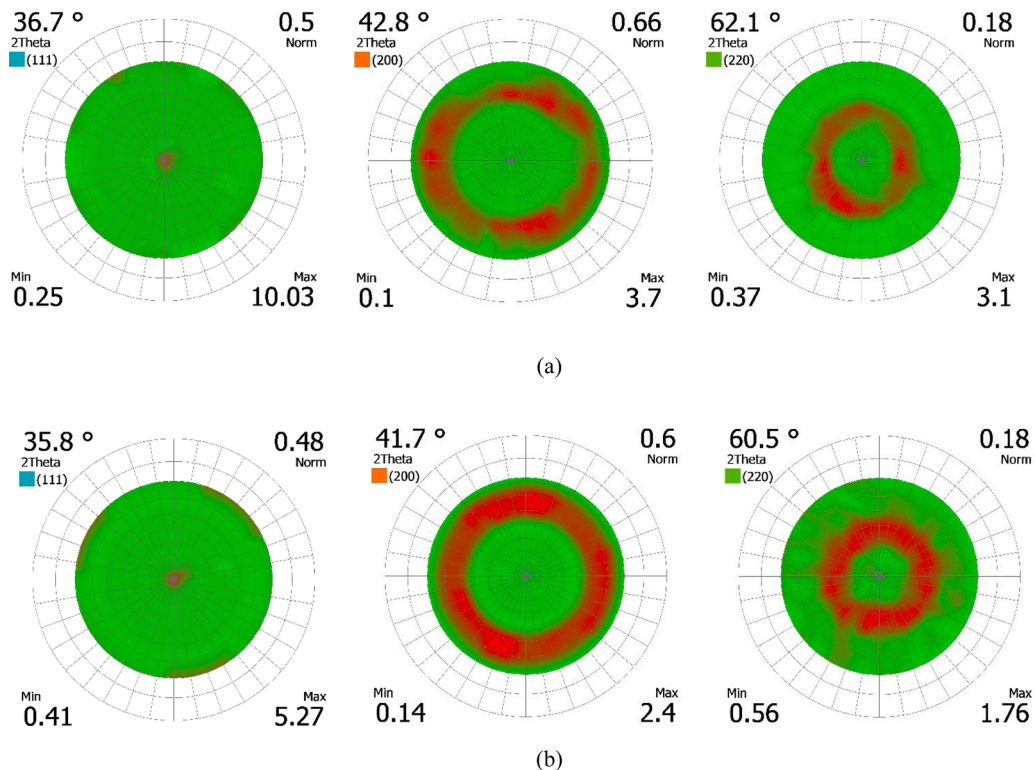 36.7 °
2Theta
(111)
0.5
Norm
Min
0.25
Max
10.03
42.8 °
2Theta
(200)
0.66
Norm
Min
0.1
Max
3.7
62.1 °
2Theta
(220)
0.18
Norm
Min
0.37
Max
3.1
(a)
35.8 °
2Theta
(111)
0.48
Norm
Min
0.41
Max
5.27
41.7 °
2Theta
(200)
0.6
Norm
Min
0.14
Max
2.4
60.5 °
2Theta
(220)
0.18
Norm
Min
0.56
Max
1.76
(b)